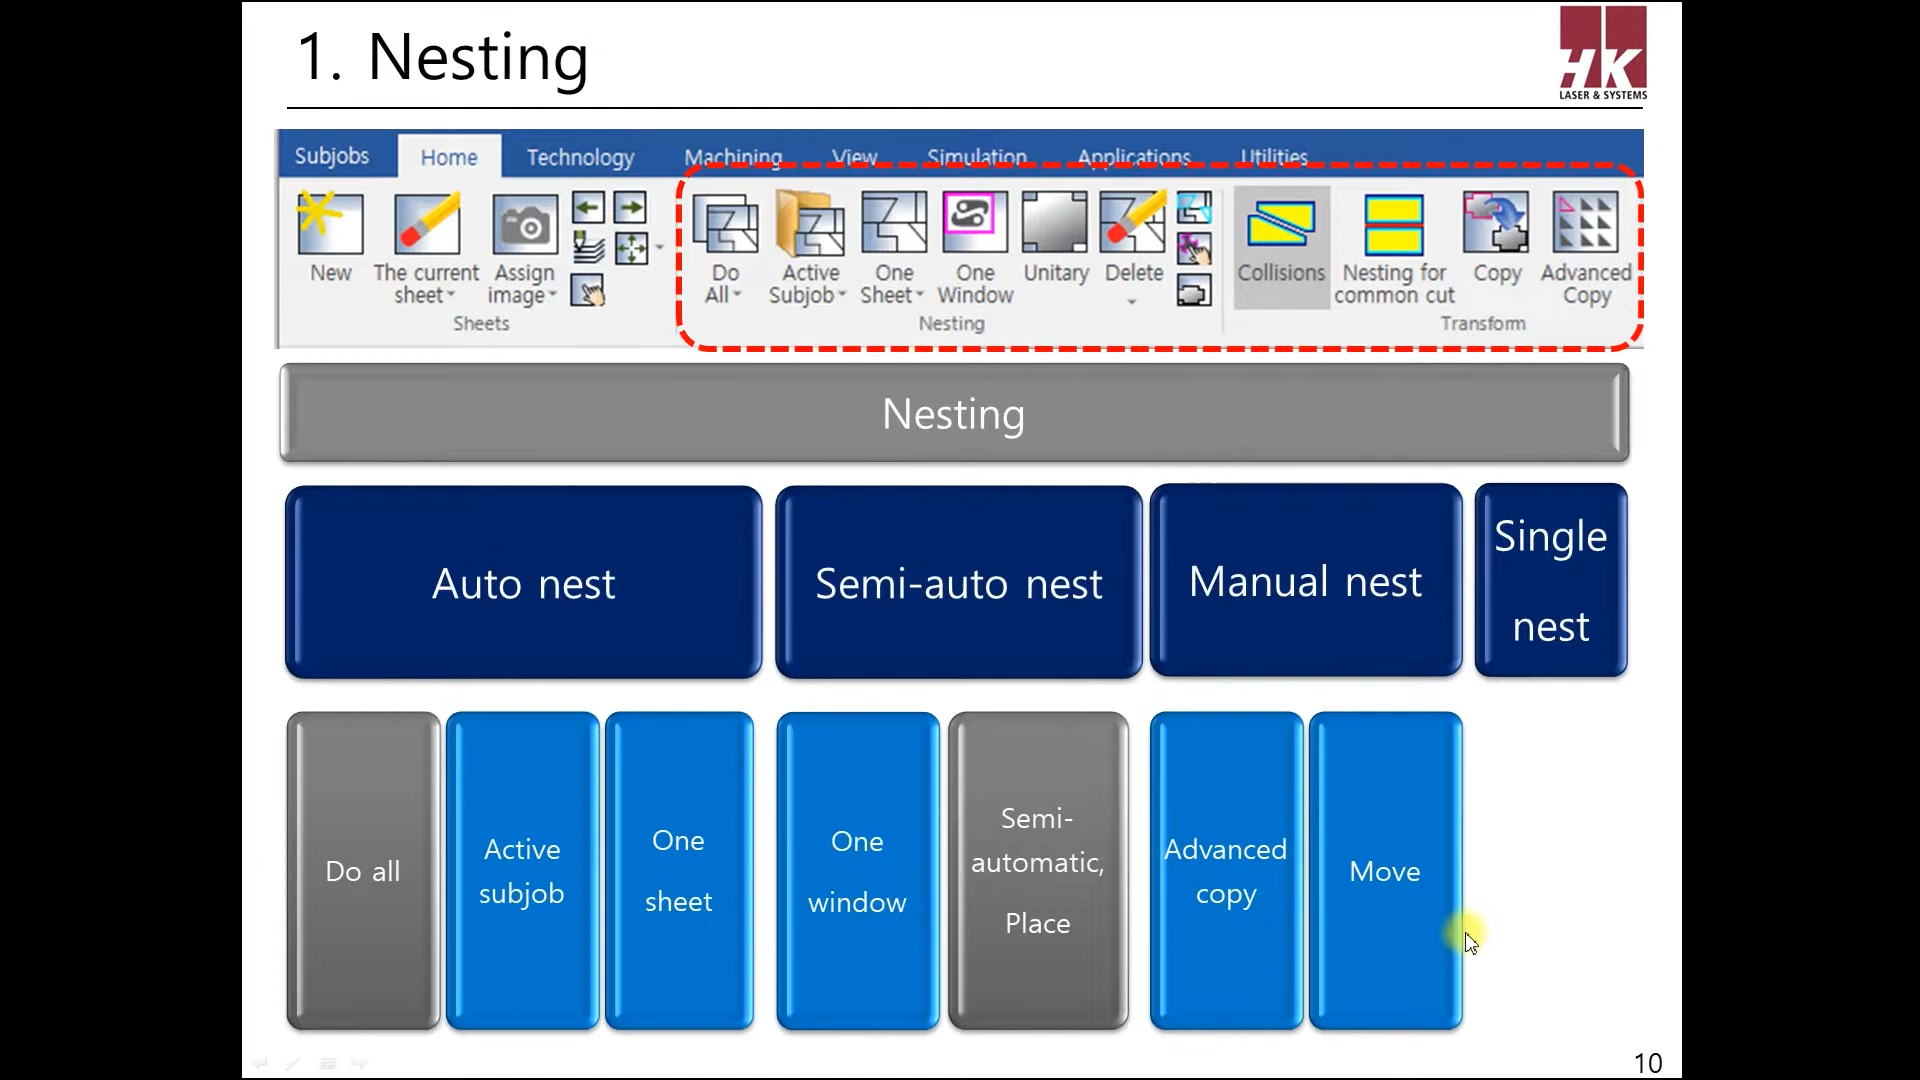 1. Nesting
HK
LASER & SYSTEMS
Subjobs Home Technology Machining View Simulation Applications Utilities
New
The current
sheet
Assign
image
Sheets
Do
All
Active
Subjob
One
Sheet
One
Window
Unitary
Delete
Nesting
Collisions
Nesting for
common cut
Copy
Advanced
Copy
Transform
Nesting
Auto nest
Semi-auto nest
Manual nest
Single
nest
Do all
Active
subjob
One
sheet
One
window
Semi-
automatic,
Place
Advanced
copy
Move
10